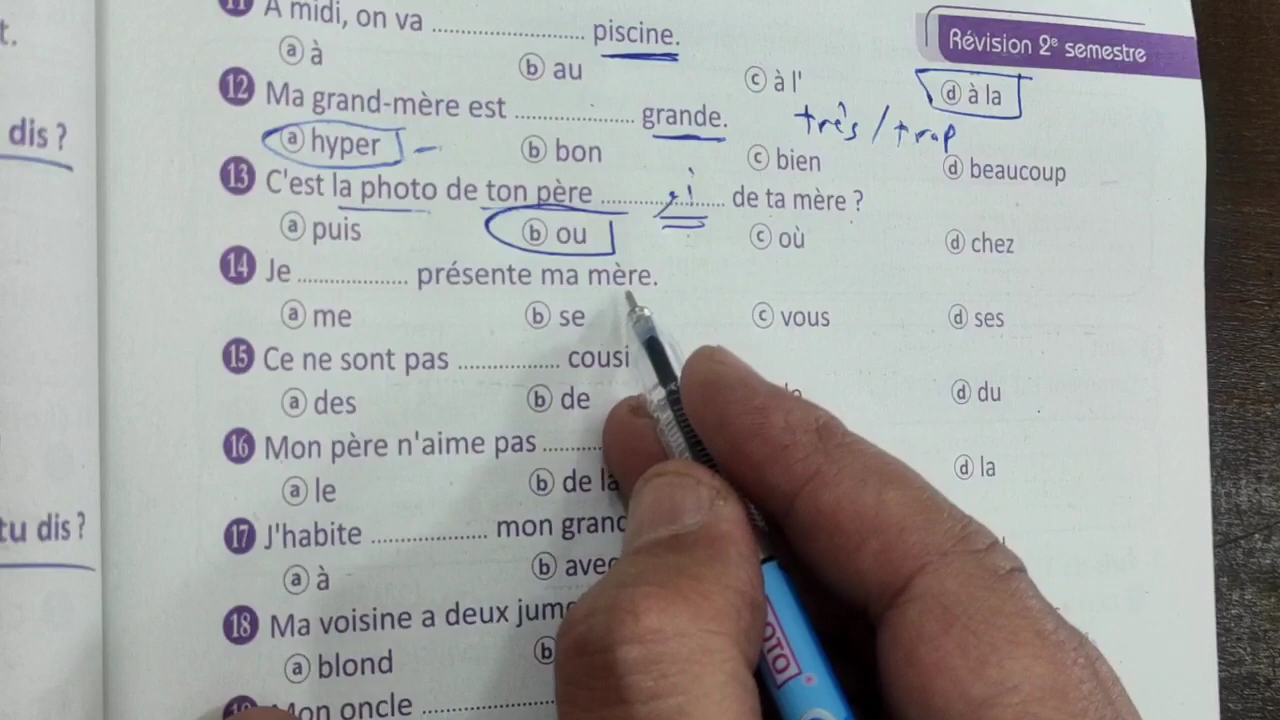 t.
dis ?
tu dis ?
Révision 2e semestre
11 A midi, on va .............................. piscine.
a à b au c à l' d à la
12 Ma grand-mère est ....................... grande.
très / trop
a hyper b bon c bien d beaucoup
13 C'est la photo de ton père ........................ de ta mère ?
a puis b ou c où d chez
14 Je ..................... présente ma mère.
a me b se c vous d ses
15 Ce ne sont pas .................... cousi
a des b de d du
16 Mon père n'aime pas ............
a le b de la d la
17 J'habite ...................... mon grand
a à b avec
18 Ma voisine a deux jume
a blond b
19 Mon oncle ..........................